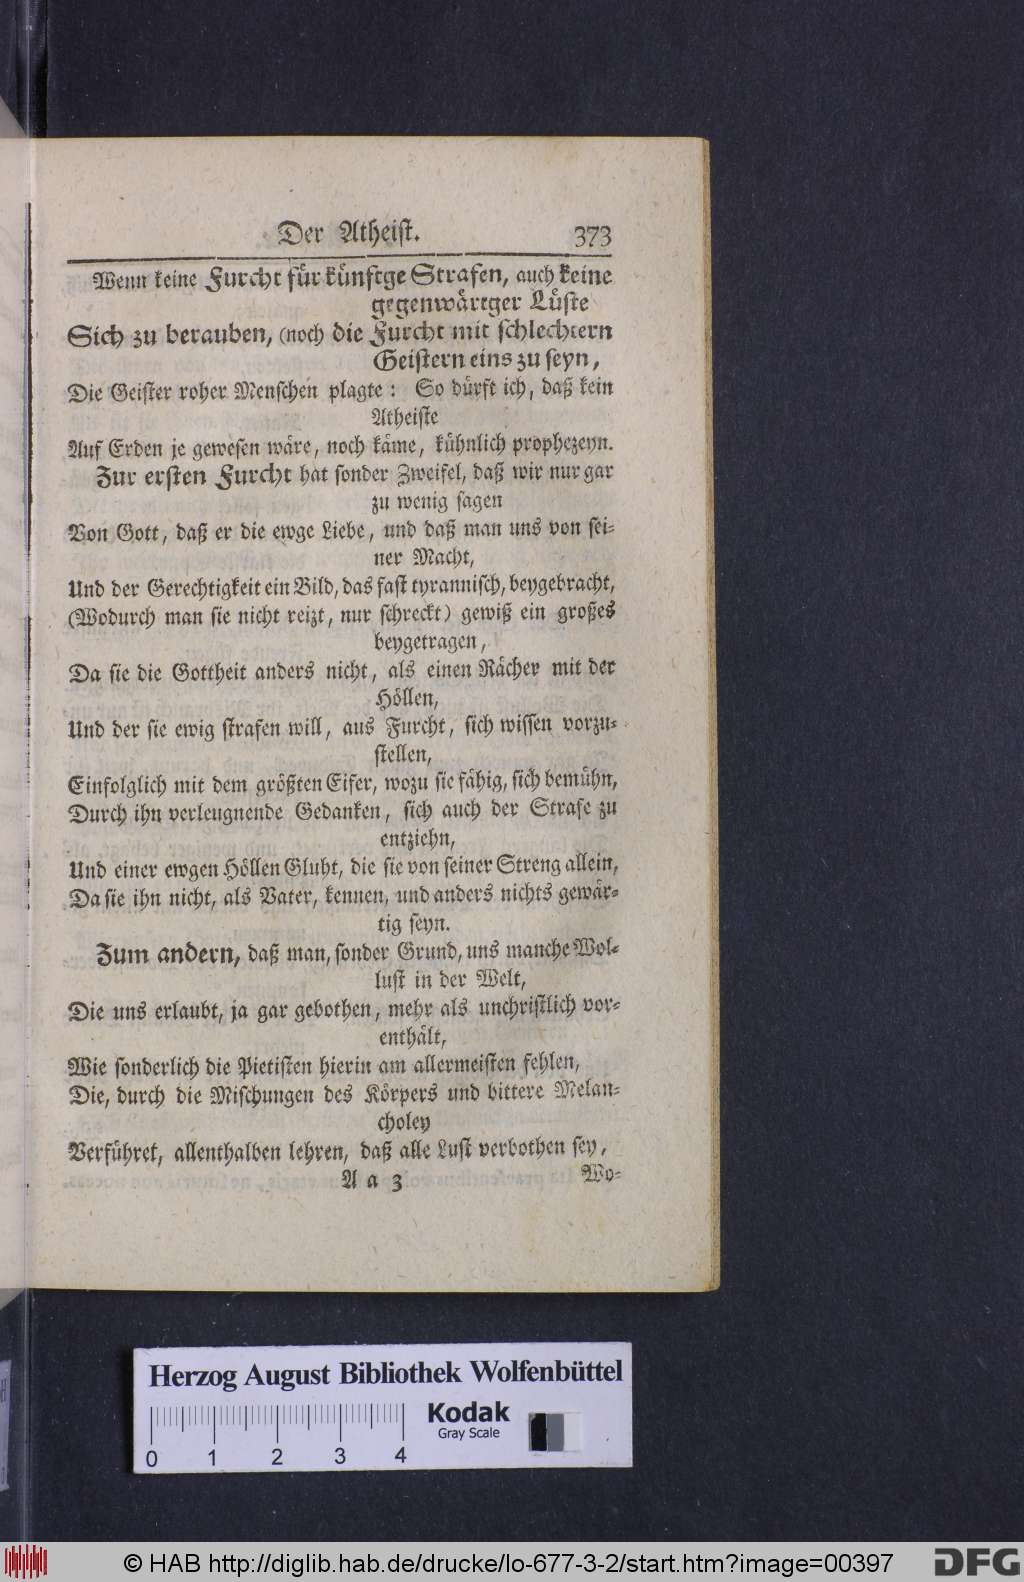 Der Atheist. 373
Wenn keine Furcht für künftge Strafen, auch keine
gegenwärtger Lüste
Sich zu berauben, (noch die Furcht mit schlechtern
Geistern eins zu seyn,
Die Geister roher Menschen plagte: So dürft ich, daß kein
Atheiste
Auf Erden je gewesen wäre, noch käme, kühnlich prophezeyn.
Zur ersten Furcht hat sonder Zweifel, daß wir nur gar
zu wenig sagen
Von Gott, daß er die ewge Liebe, und daß man uns von sei-
ner Macht,
Und der Gerechtigkeit ein Bild, das fast tyrannisch, beygebracht,
(Wodurch man sie nicht reizt, nur schreckt) gewiß ein großes
beygetragen,
Da sie die Gottheit anders nicht, als einen Rächer mit der
Höllen,
Und der sie ewig strafen will, aus Furcht, sich wissen vorzu-
stellen,
Einfolglich mit dem größten Eifer, wozu sie fähig, sich bemühn,
Durch ihn verleugnende Gedanken, sich auch der Strafe zu
entziehn,
Und einer ewgen Höllen Gluht, die sie von seiner Streng allein,
Da sie ihn nicht, als Vater, kennen, und anders nichts gewär-
tig seyn.
Zum andern, daß man, sonder Grund, uns manche Wol-
lust in der Welt,
Die uns erlaubt, ja gar gebothen, mehr als unchristlich vor-
enthält,
Wie sonderlich die Pietisten hierin am allermeisten fehlen,
Die, durch die Mischungen des Körpers und bittere Melan-
choley
Verführet, allenthalben lehren, daß alle Lust verbothen sey,
A a 3 Wo-
Herzog August Bibliothek Wolfenbüttel
Kodak
Gray Scale
0 1 2 3 4
© HAB http://diglib.hab.de/drucke/lo-677-3-2/start.htm?image=00397
DFG